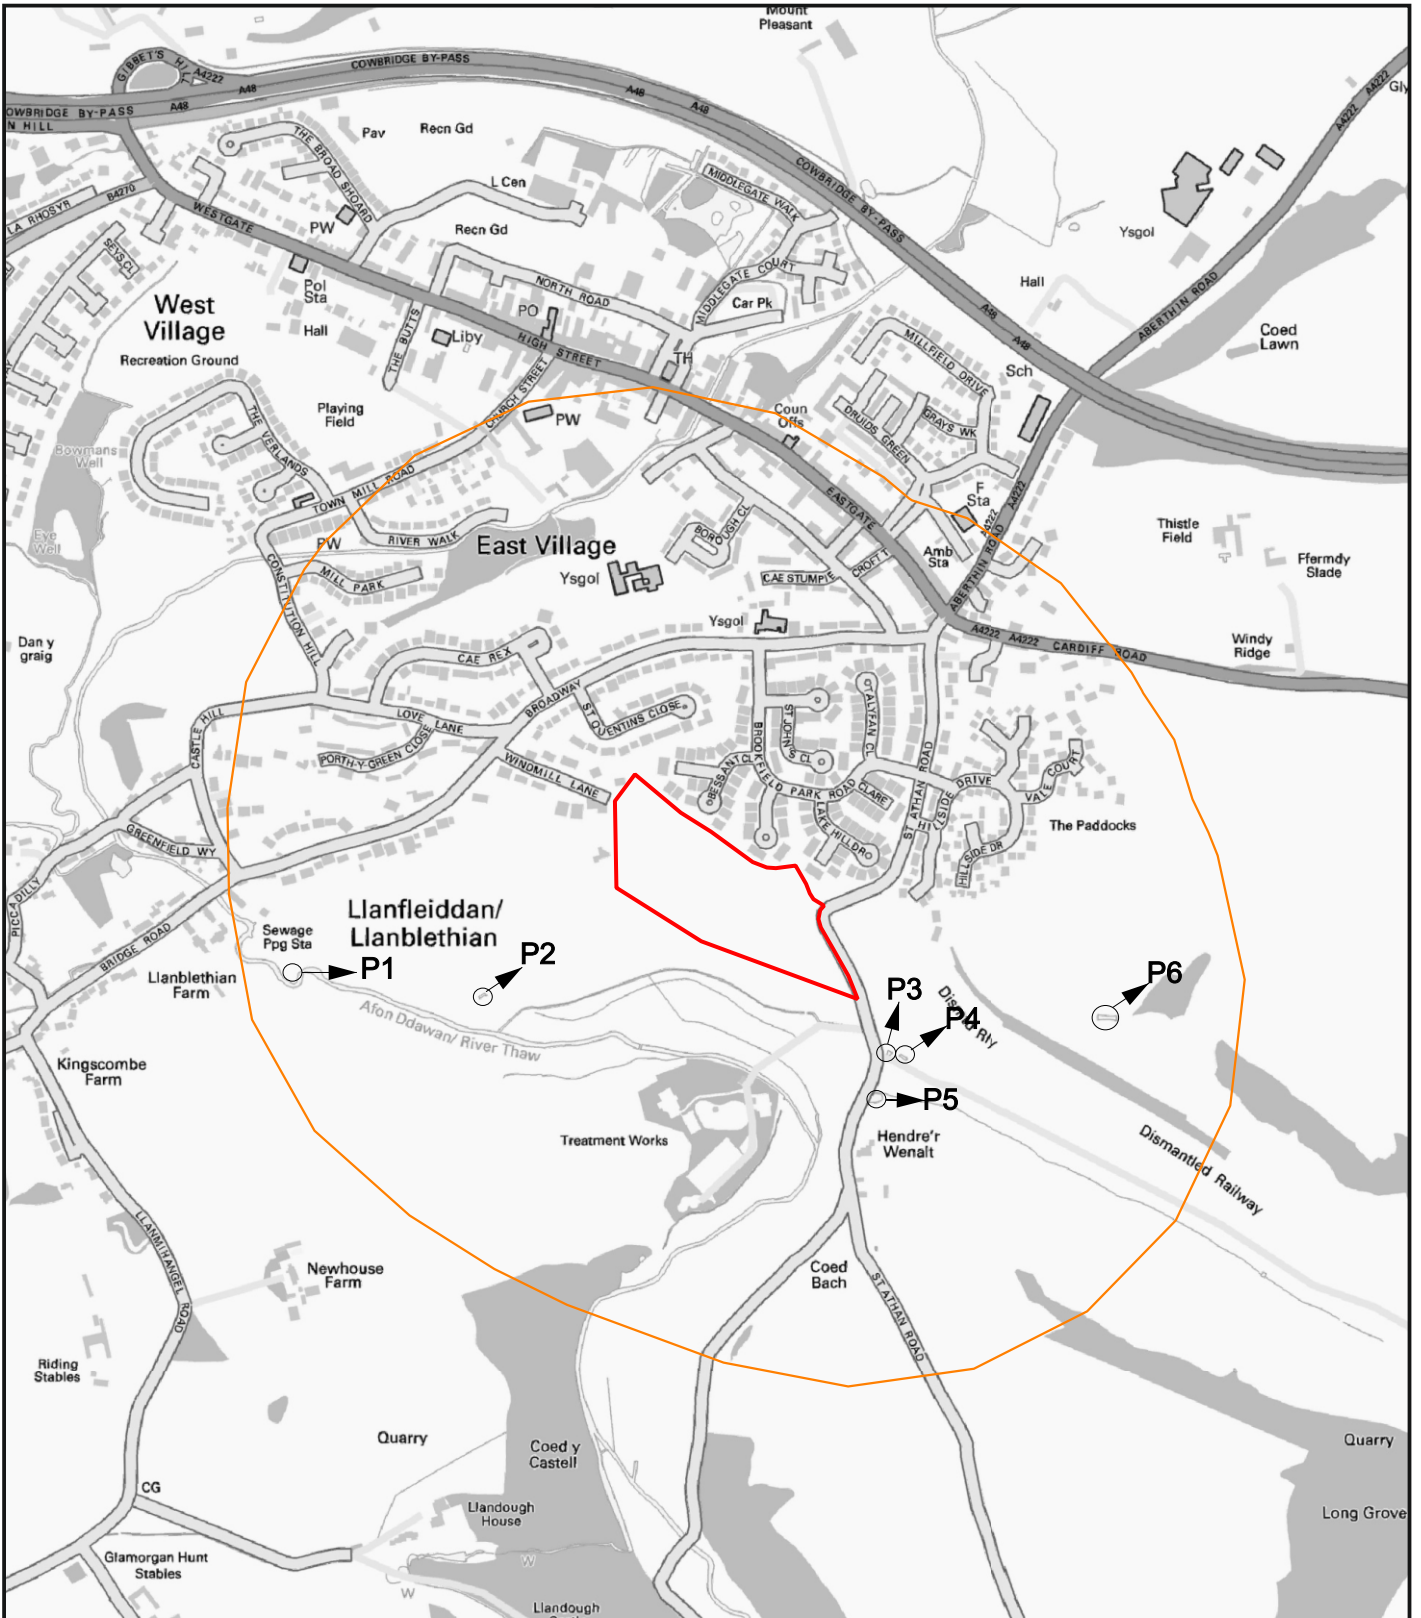 Mount
Pleasant
GIBBET'S HILL
A4222
COWBRIDGE BY-PASS
A48
A48
A48
OWBRIDGE BY-PASS
A48
N HILL
Gly
A4222
A4222
Pav
Recn Gd
THE BROAD SHOARD
L Cen
MIDDLEGATE WALK
COWBRIDGE BY-PASS
LA RHOSYR
B4270
WESTGATE
PW
Recn Gd
Ysgol
SEYS CL
Pol
Sta
Hall
NORTH ROAD
MIDDLEGATE COURT
Car Pk
Hall
West
Village
Recreation Ground
THE BUTTS
Liby
PO
HIGH STREET
TH
A48
A48
ABERTHIN ROAD
Coed
Lawn
MILLFIELD DRIVE
Sch
Playing
Field
CHURCH STREET
PW
Coun
Offs
DRUIDS GREEN
GRAYS WK
THE VERLANDS
Bowmans
Well
TOWN MILL ROAD
EASTGATE
F
Sta
A4222
A4222
Eye
Well
PW
RIVER WALK
East Village
Ysgol
BOROUGH CL
Thistle
Field
Amb
Sta
ABERTHIN ROAD
Ffermdy
Slade
CONSTITUTION HILL
MILL PARK
CAE STUMPIE
CROFT T
Ysgol
Dan y
graig
A4222
A4222
CARDIFF ROAD
Windy
Ridge
CAE REX
BROADWAY
CASTLE HILL
LOVE LANE
ST QUENTINS CLOSE
TALYFAN CL
ST JOHN'S CL
PORTH-Y-GREEN CLOSE
WINDMILL LANE
BESSANT CL
BROOKFIELD PARK ROAD
CLARE
ST ATHAN ROAD
HILLSIDE DRIVE
VALE COURT
The Paddocks
LAKE HILL DR
HILLSIDE DR
GREENFIELD WY
PICCADILLY
BRIDGE ROAD
Llanfleiddan/
Llanblethian
Sewage
Ppg Sta
P1
P2
Llanblethian
Farm
P3
P4
P6
Dismtd Rly
Afon Ddawan/ River Thaw
Kingscombe
Farm
P5
Treatment Works
Hendre'r
Wenalt
Dismantled Railway
LLANMIHANGEL ROAD
Newhouse
Farm
Coed
Bach
ST ATHAN ROAD
Riding
Stables
Quarry
Coed y
Castell
Quarry
CG
Llandough
House
Long Grove
Glamorgan Hunt
Stables
W
W
Llandough